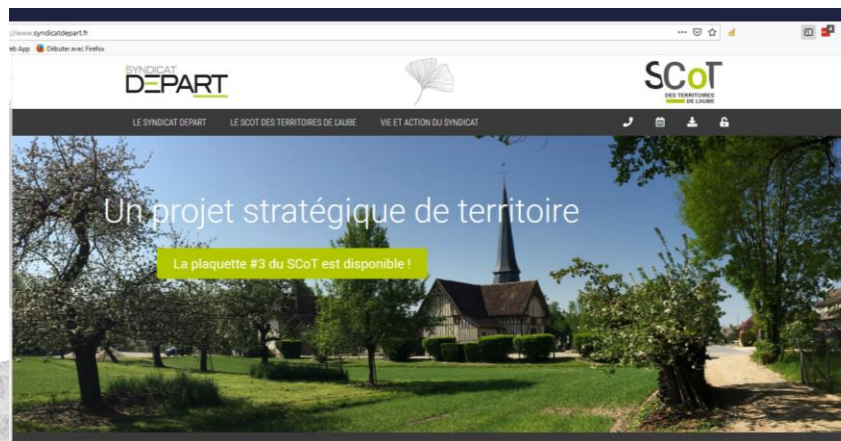 ://www.syndicatdepart.fr
Web App Débuter avec Firefox
SYNDICAT
DEPART
SCoT
DES TERRITOIRES
DE L'AUBE
LE SYNDICAT DEPART LE SCOT DES TERRITOIRES DE L'AUBE VIE ET ACTION DU SYNDICAT
Un projet stratégique de territoire
La plaquette #3 du SCoT est disponible !